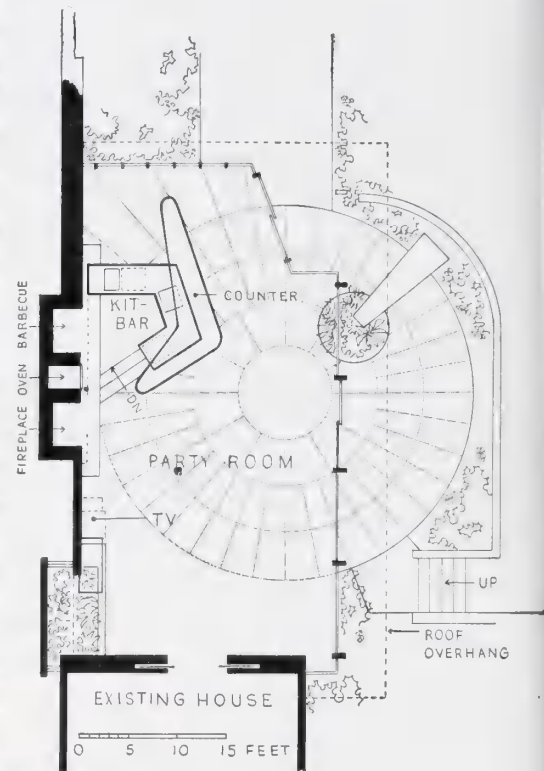 COUNTER
KIT-
BAR
FIREPLACE OVEN BARBECUE
DN
PARTY ROOM
TV
UP
ROOF
OVERHANG
EXISTING HOUSE
0 5 10 15 FEET